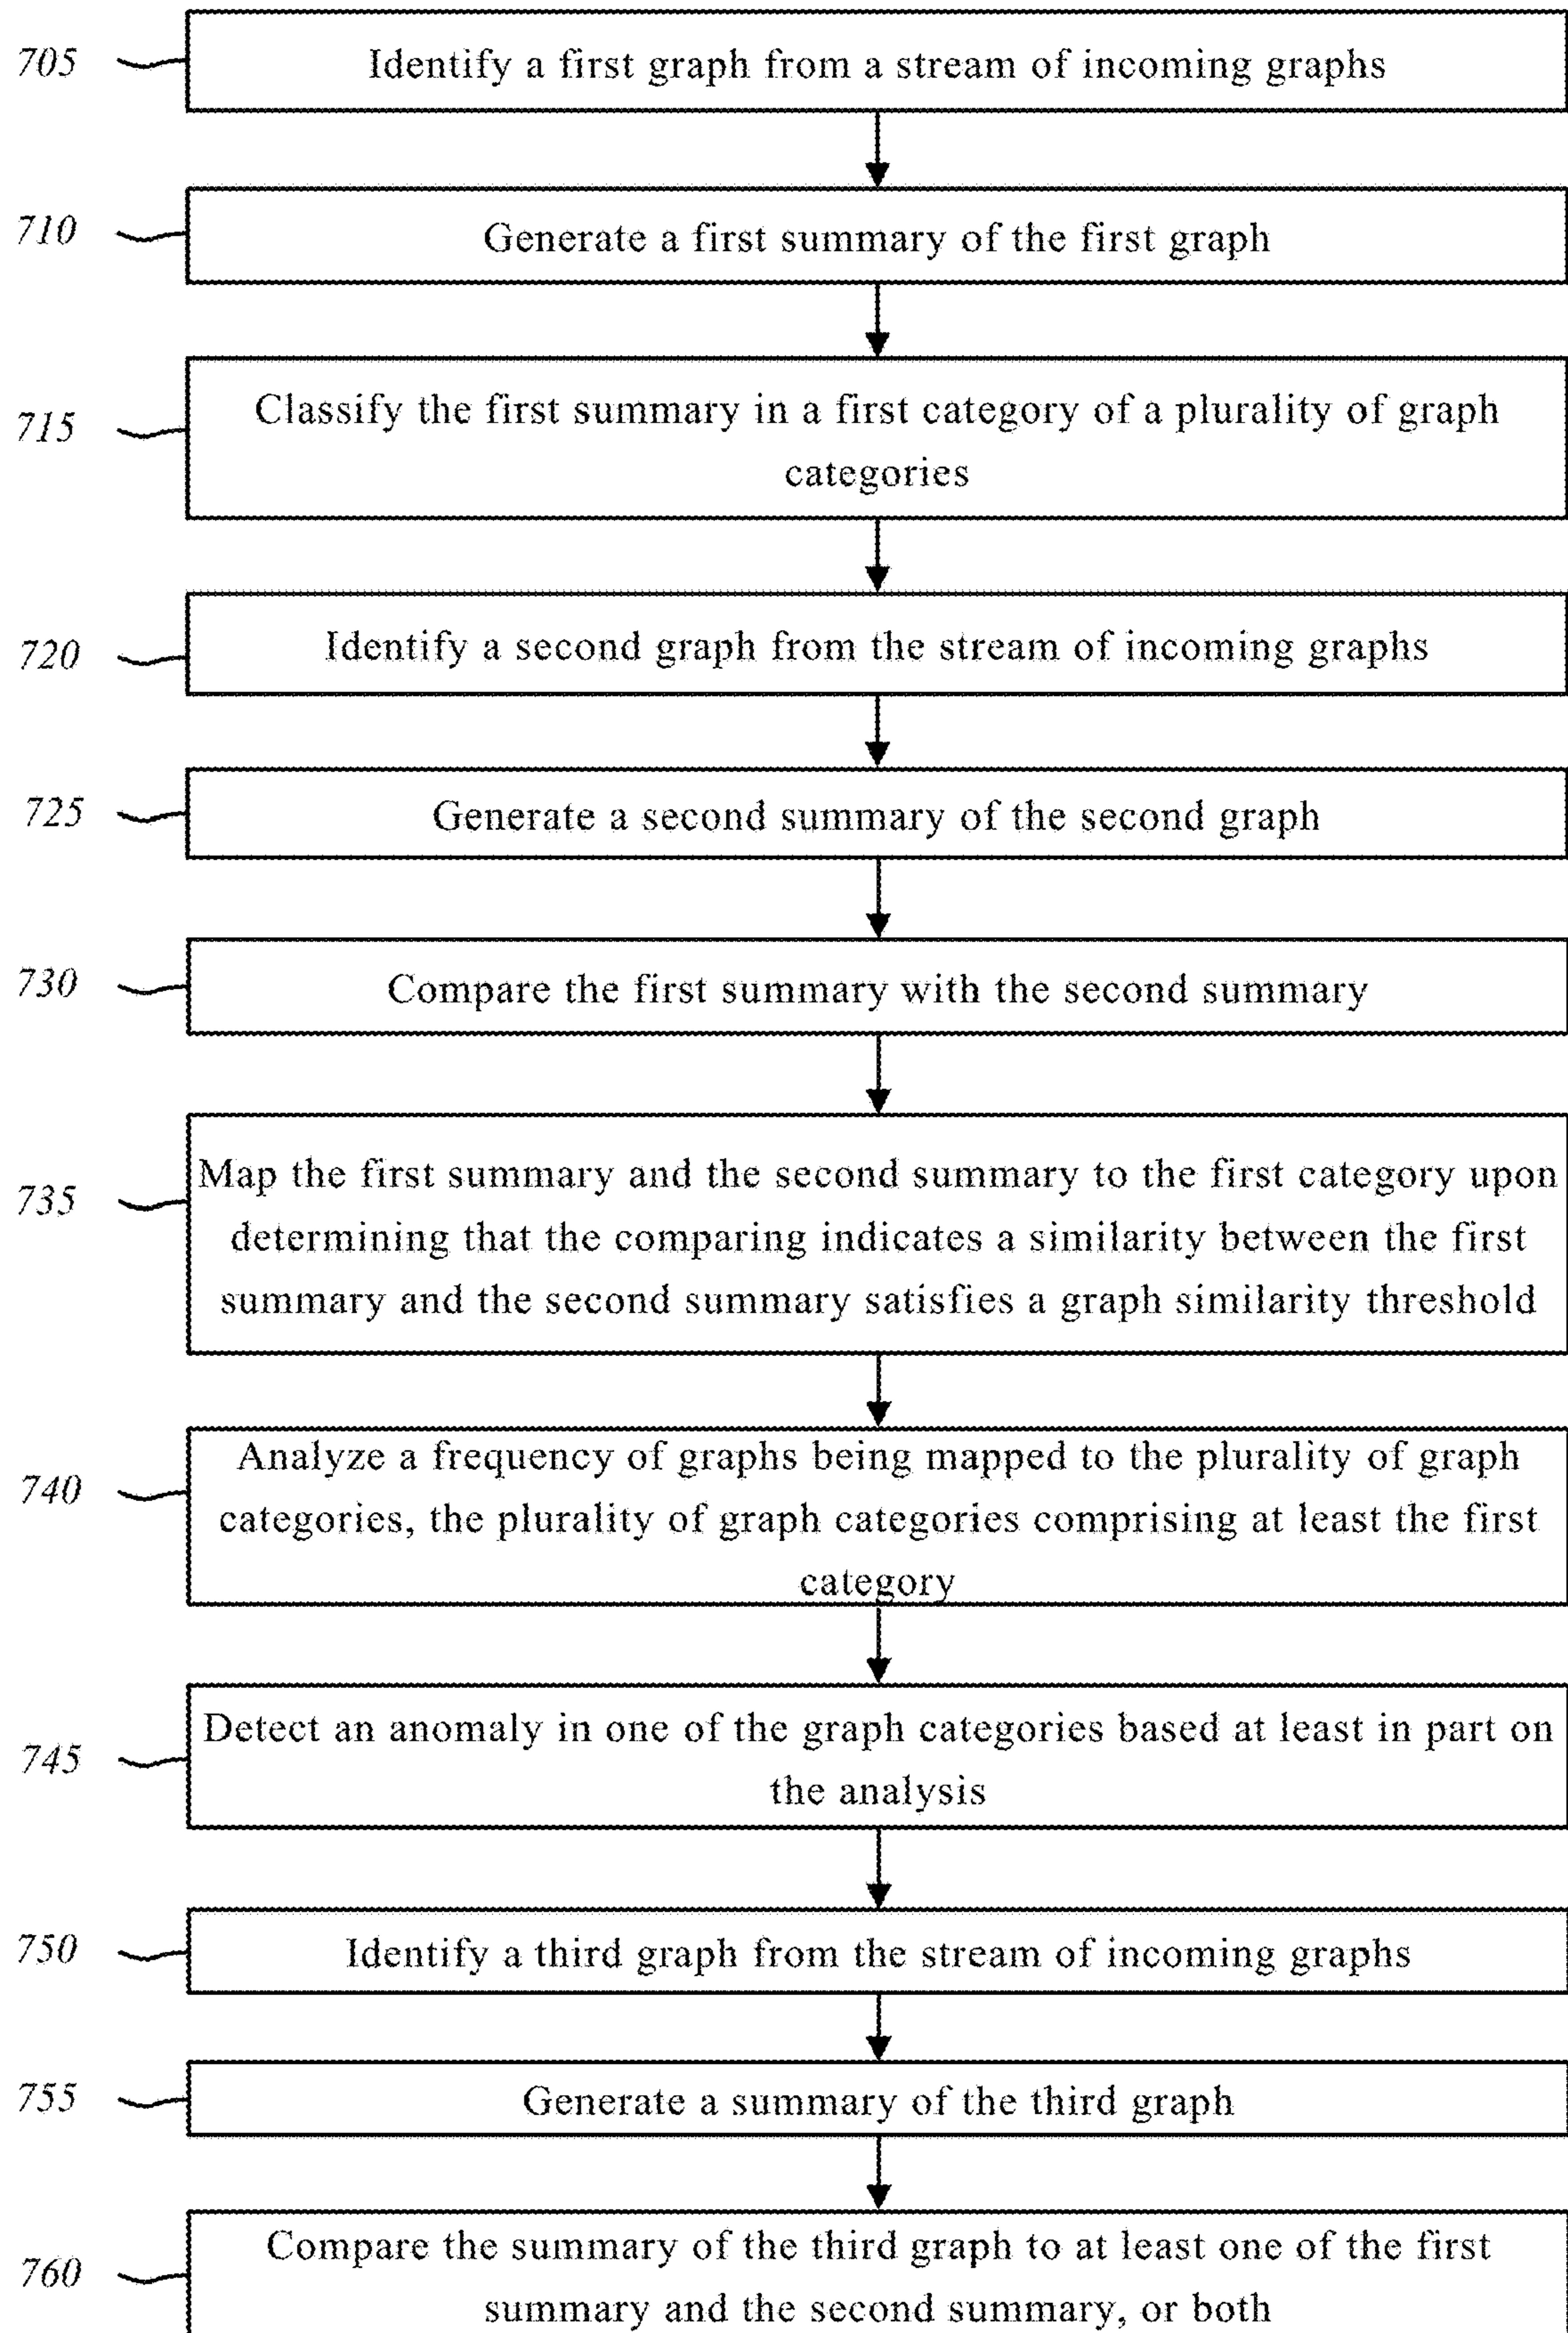 705
Identify a first graph from a stream of incoming graphs
710
Generate a first summary of the first graph
715
Classify the first summary in a first category of a plurality of graph
categories
720
Identify a second graph from the stream of incoming graphs
725
Generate a second summary of the second graph
730
Compare the first summary with the second summary
735
Map the first summary and the second summary to the first category upon
determining that the comparing indicates a similarity between the first
summary and the second summary satisfies a graph similarity threshold
740
Analyze a frequency of graphs being mapped to the plurality of graph
categories, the plurality of graph categories comprising at least the first
category
745
Detect an anomaly in one of the graph categories based at least in part on
the analysis
750
Identify a third graph from the stream of incoming graphs
755
Generate a summary of the third graph
760
Compare the summary of the third graph to at least one of the first
summary and the second summary, or both